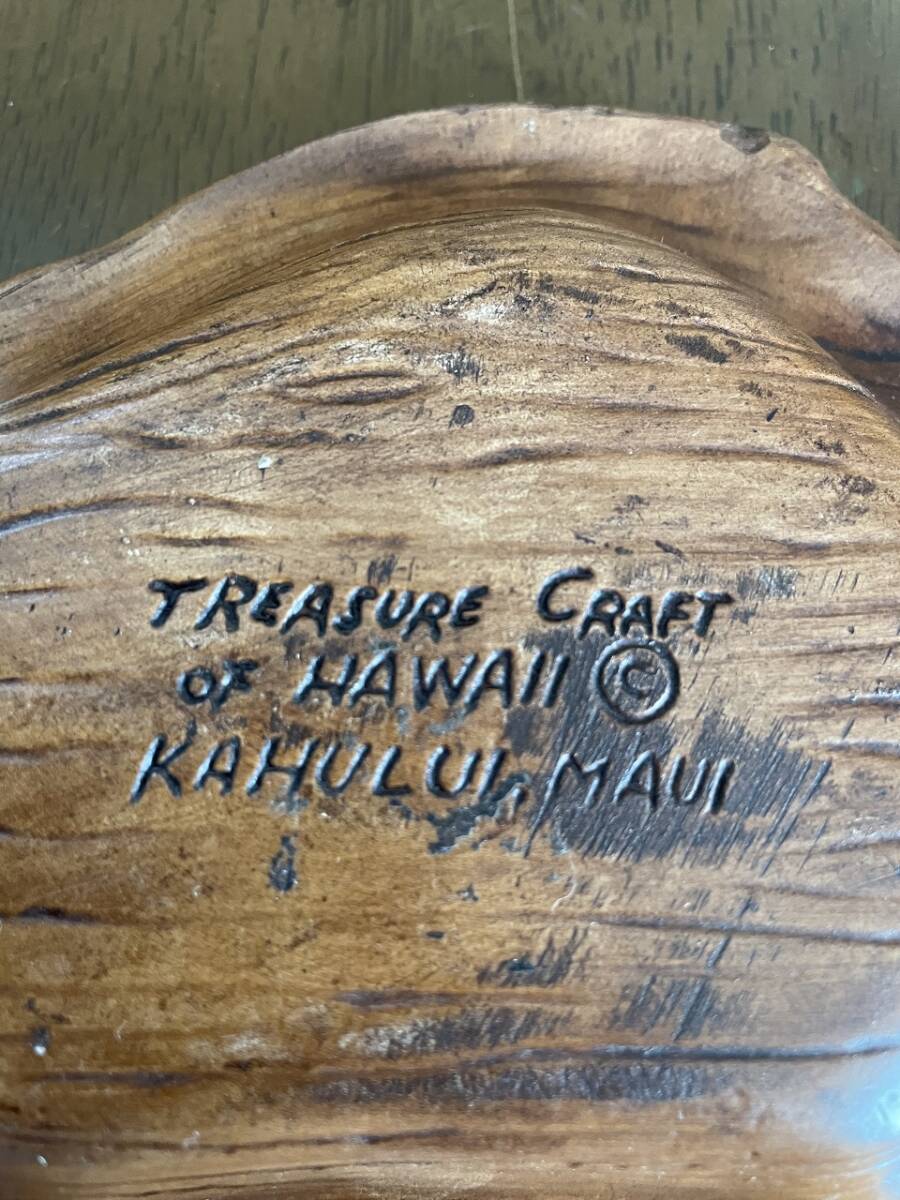 TREASURE CRAFT
OF HAWAII ©
KAHULUI, MAUI